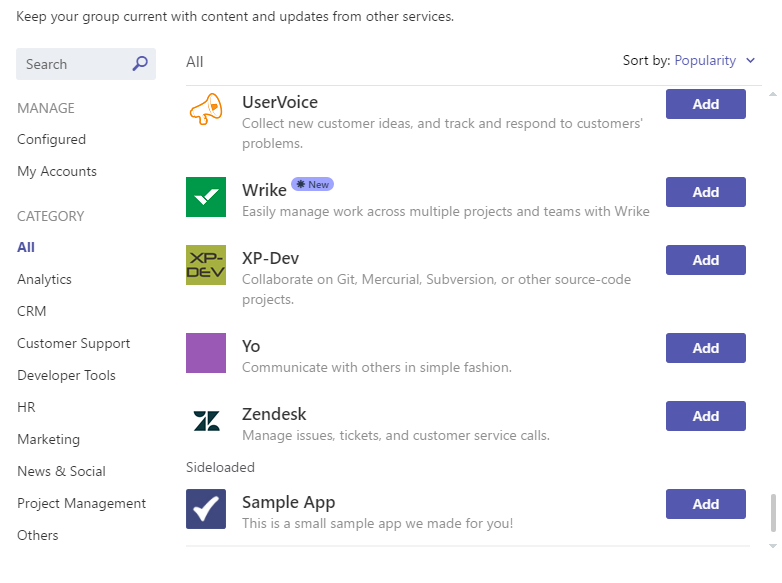 Keep your group current with content and updates from other services.
Search
MANAGE
Configured
My Accounts
CATEGORY
All
Analytics
CRM
Customer Support
Developer Tools
HR
Marketing
News & Social
Project Management
Others
All
Sort by: Popularity
UserVoice
Add
Collect new customer ideas, and track and respond to customers'
problems.
Wrike New
Add
Easily manage work across multiple projects and teams with Wrike
XP-
DEV
XP-Dev
Add
Collaborate on Git, Mercurial, Subversion, or other source-code
projects.
Yo
Add
Communicate with others in simple fashion.
Zendesk
Add
Manage issues, tickets, and customer service calls.
Sideloaded
Sample App
Add
This is a small sample app we made for you!